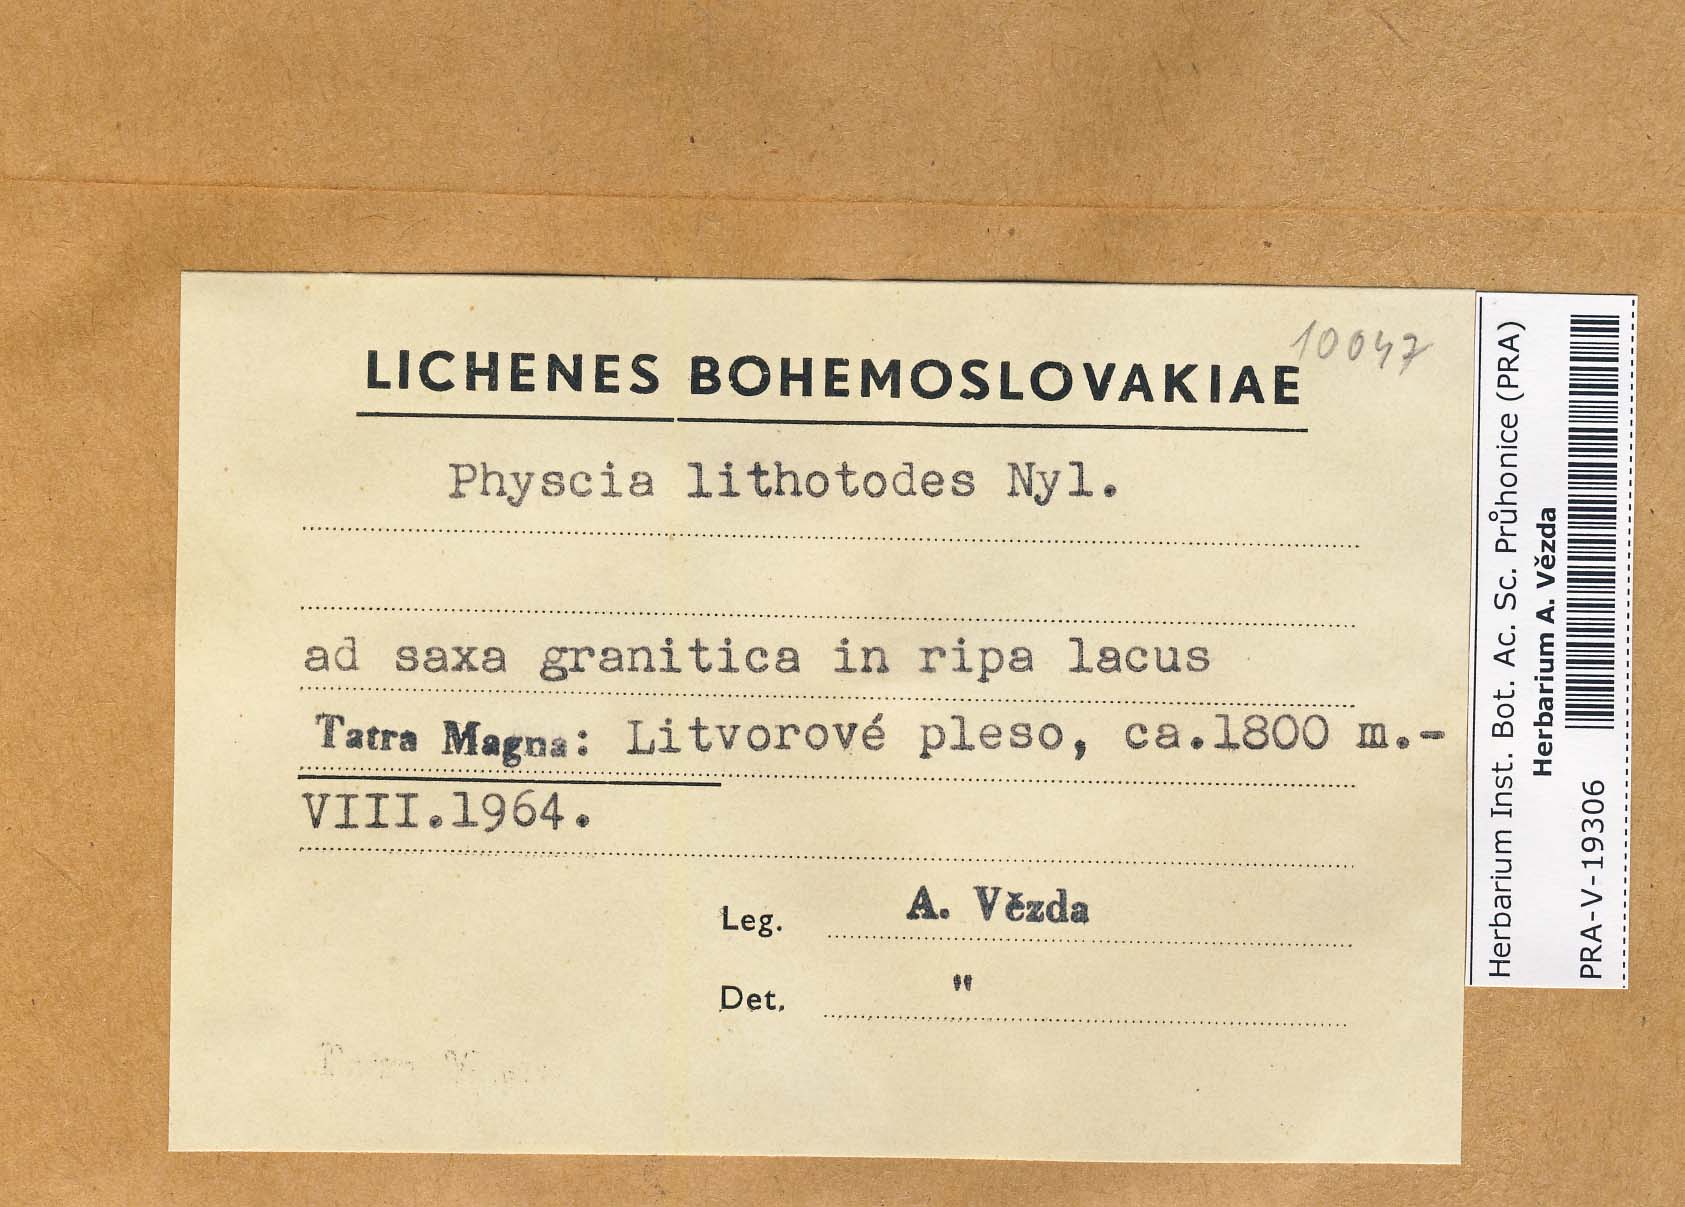 10047
LICHENES BOHEMOSLOVAKIAE
Physcia lithotodes Nyl.
ad saxa granitica in ripa lacus
Tatra Magna: Litvorové pleso, ca.1800 m.-
VIII.1964.
Leg. A. Vězda
Det. "
Herbarium Inst. Bot. Ac. Sc. Průhonice (PRA)
Herbarium A. Vězda
PRA-V-19306